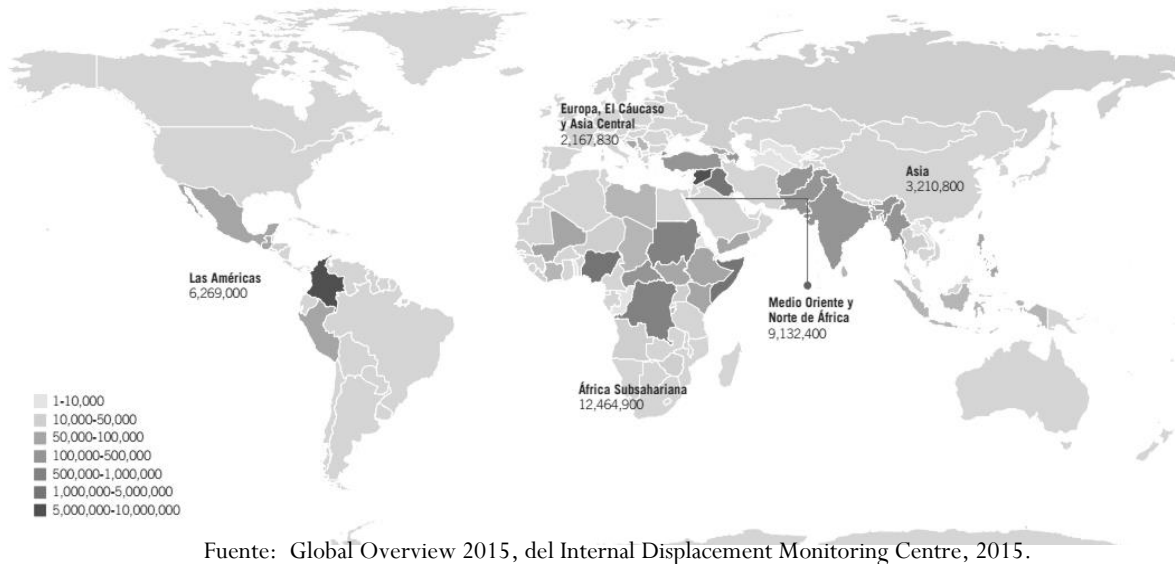 Europa, El Cáucaso
y Asia Central
2,167,830
Asia
3,210,800
Las Américas
6,269,000
Medio Oriente y
Norte de África
9,132,400
África Subsahariana
12,464,900
1-10,000
10,000-50,000
50,000-100,000
100,000-500,000
500,000-1,000,000
1,000,000-5,000,000
5,000,000-10,000,000
Fuente: Global Overview 2015, del Internal Displacement Monitoring Centre, 2015.